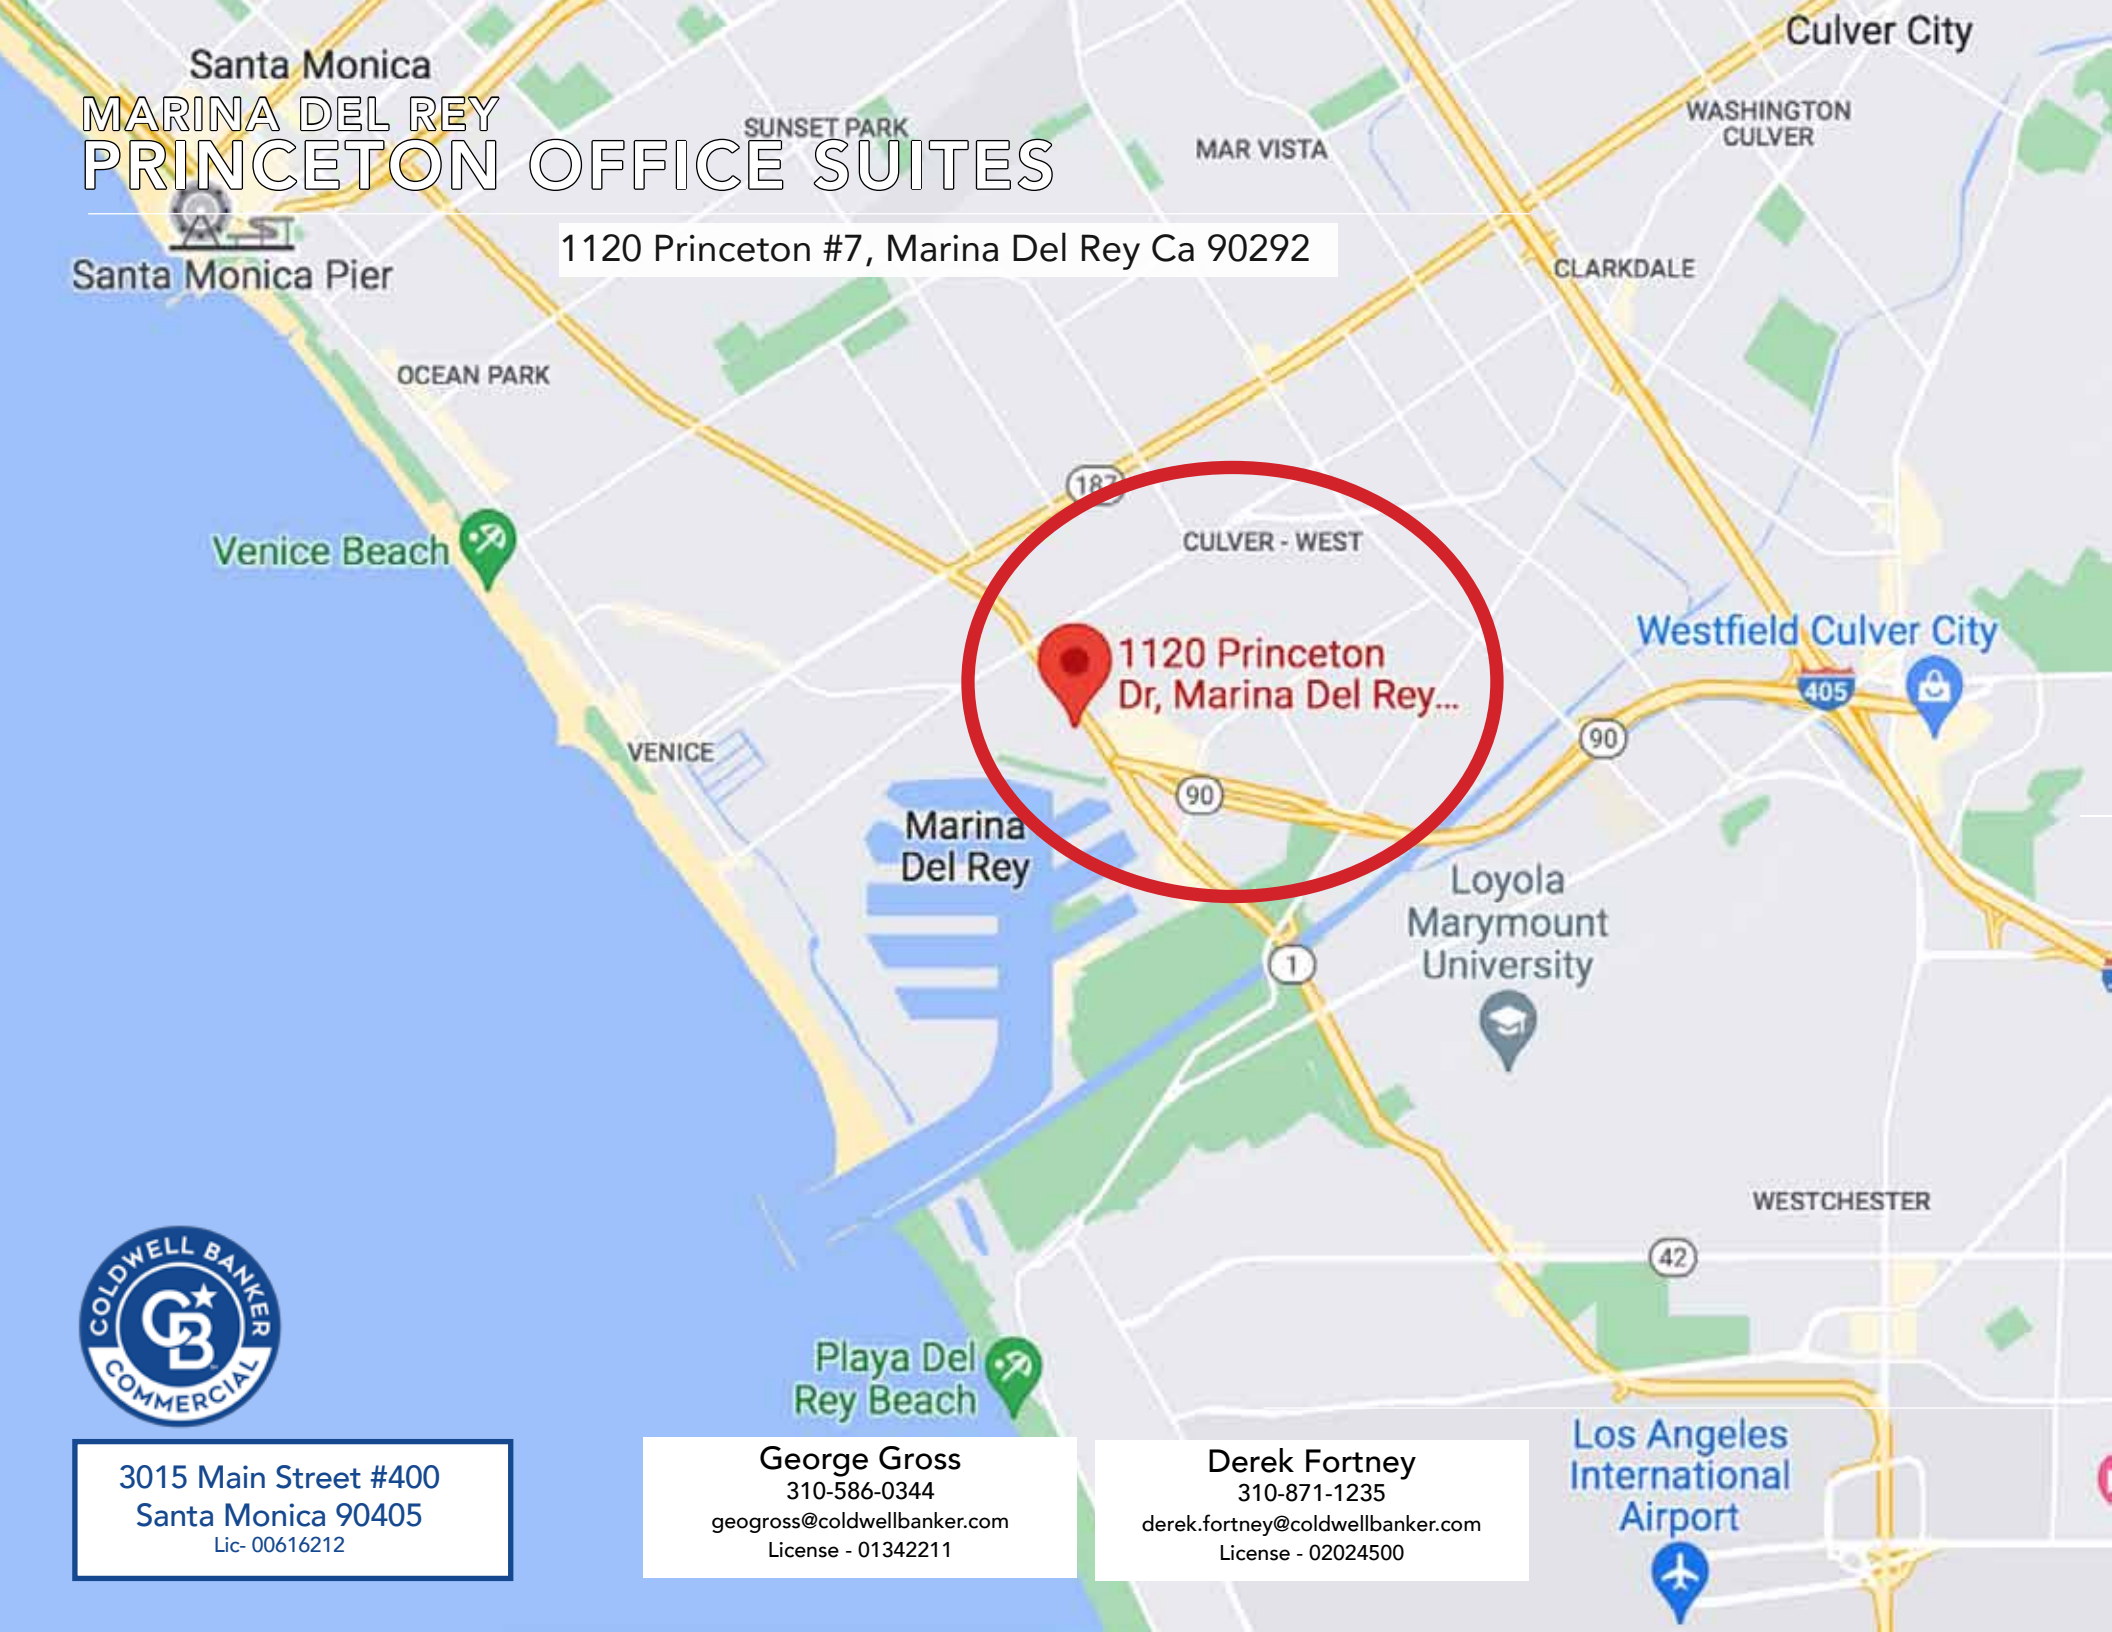 Culver City
Santa Monica
MARINA DEL REY
PRINCETON OFFICE SUITES
SUNSET PARK
MAR VISTA
WASHINGTON
CULVER
1120 Princeton #7, Marina Del Rey Ca 90292
Santa Monica Pier
CLARKDALE
OCEAN PARK
187
CULVER - WEST
Venice Beach
1120 Princeton
Dr, Marina Del Rey...
Westfield Culver City
405
90
VENICE
90
Marina
Del Rey
Loyola
Marymount
University
1
WESTCHESTER
42
COLDWELL BANKER
CB
COMMERCIAL
Playa Del
Rey Beach
Los Angeles
International
Airport
3015 Main Street #400
Santa Monica 90405
Lic- 00616212
George Gross
310-586-0344
geogross@coldwellbanker.com
License - 01342211
Derek Fortney
310-871-1235
derek.fortney@coldwellbanker.com
License - 02024500